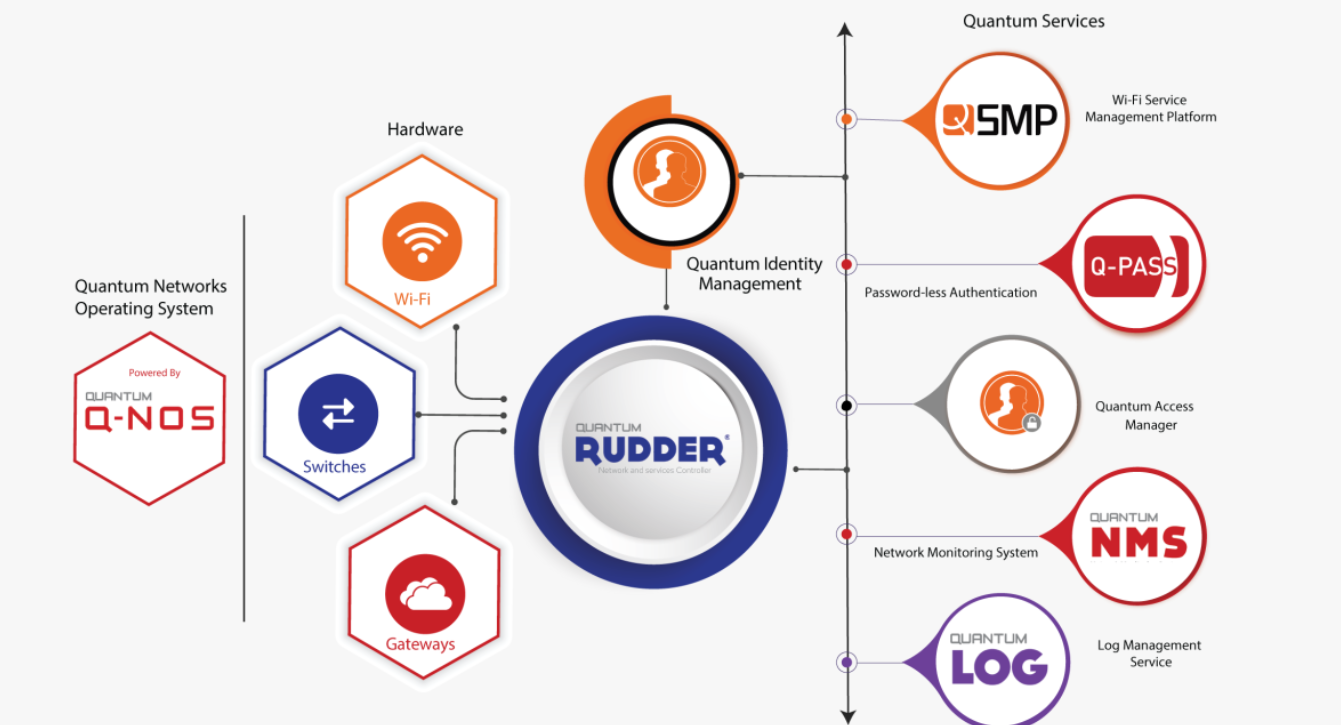 Quantum Networks
Operating System
Powered By
QUANTUM
Q-NOS
Hardware
Wi-Fi
Switches
Gateways
Quantum Identity
Management
QUANTUM
RUDDER®
Network and services Controller
Quantum Services
QSMP
Wi-Fi Service
Management Platform
Q-PASS
Password-less Authentication
Quantum Access
Manager
QUANTUM
NMS
Network Monitoring System
QUANTUM
LOG
Log Management
Service